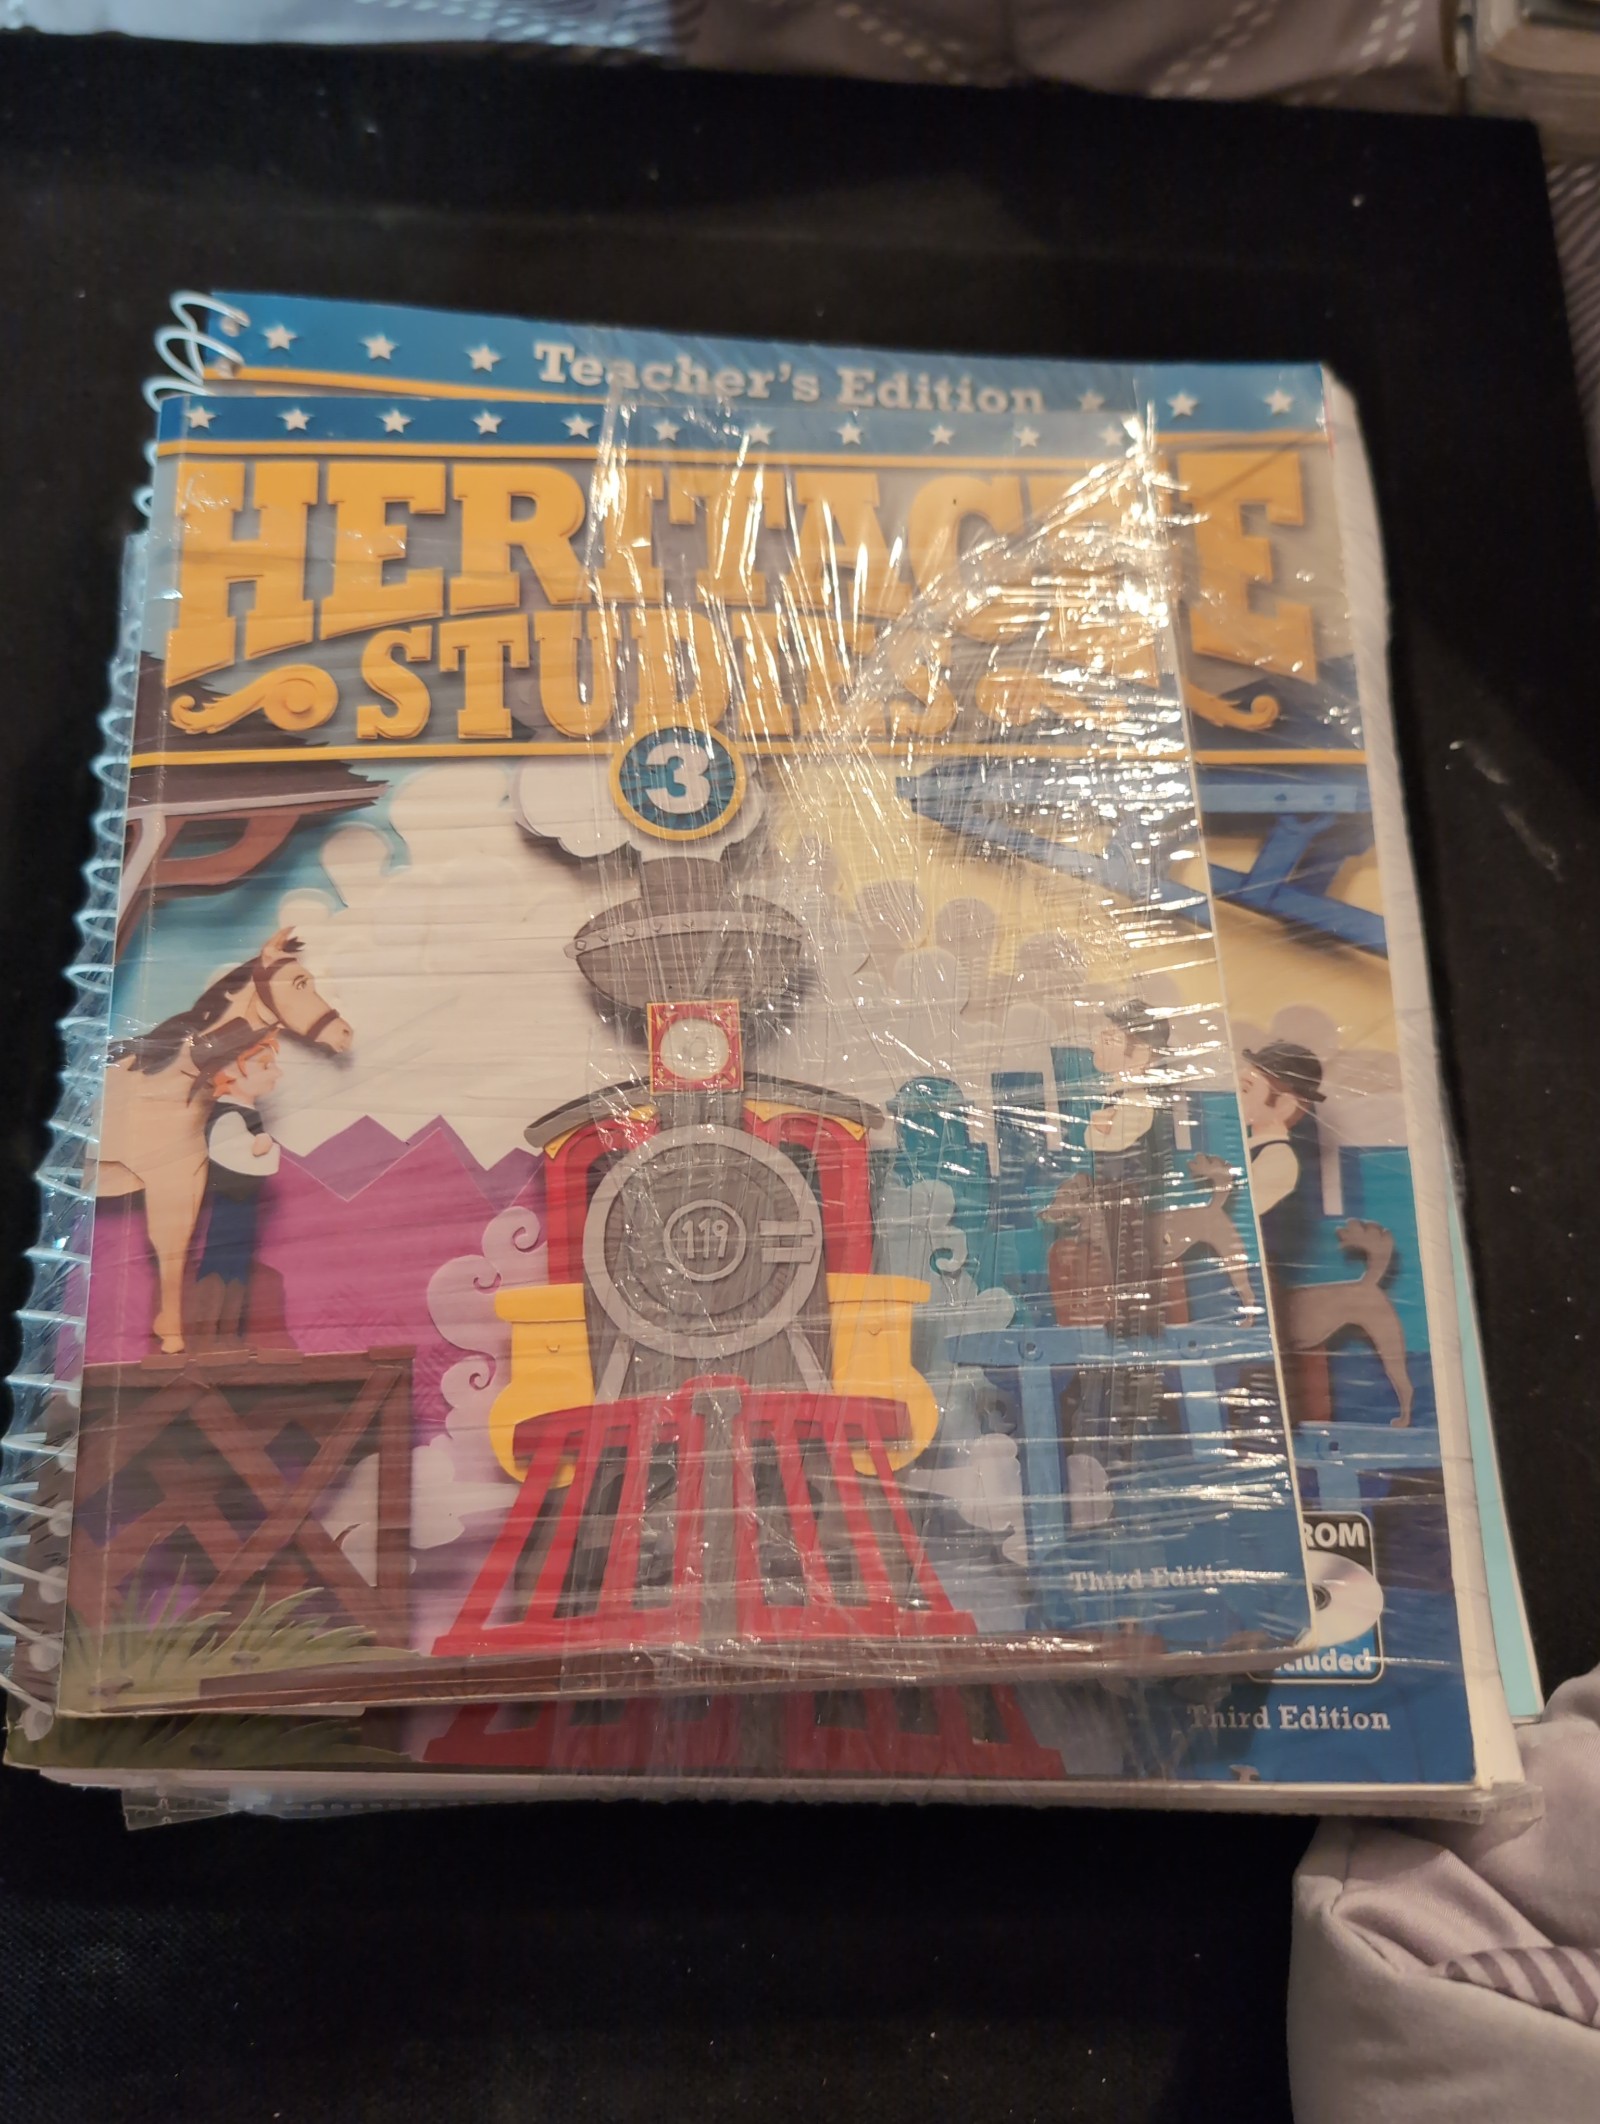 Teacher's Edition
HERITAGE
STUDIES
3
119
Third Edition
ROM
Third Edition